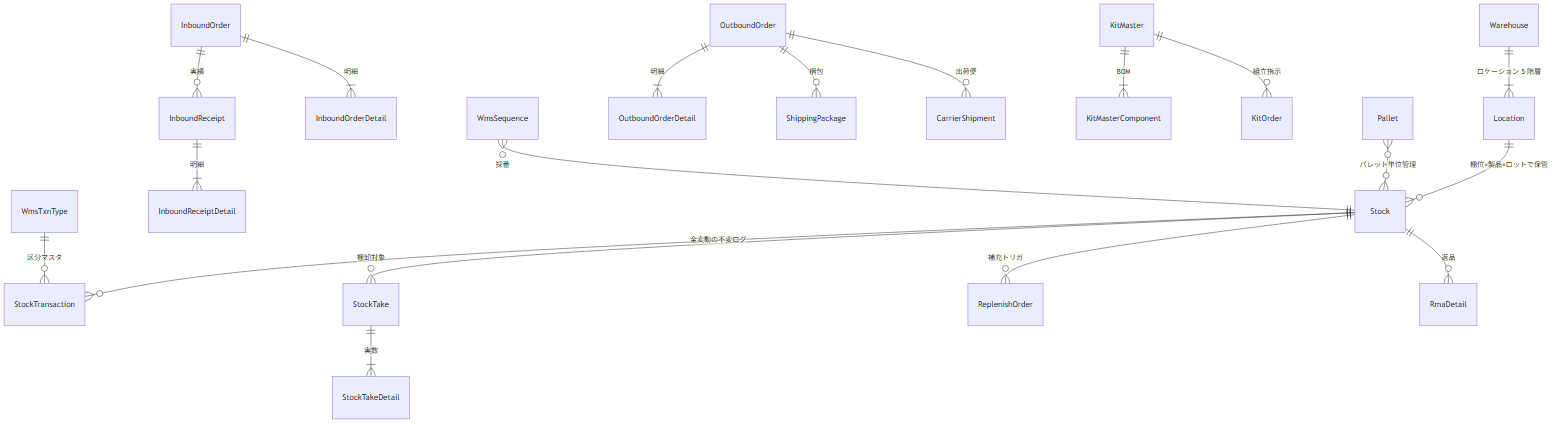 InboundOrder
OutboundOrder
KitMaster
Warehouse
実績
明細
明細
梱包
出荷便
BOM
組立指示
ロケーション 5 階層
InboundReceipt
InboundOrderDetail
WmsSequence
OutboundOrderDetail
ShippingPackage
CarrierShipment
KitMasterComponent
KitOrder
Pallet
Location
明細
採番
パレット単位管理
棚位×製品×ロットで保管
WmsTxnType
InboundReceiptDetail
Stock
全変動の不変ログ
区分マスタ
棚卸対象
補充トリガ
返品
StockTransaction
StockTake
ReplenishOrder
RmaDetail
実数
StockTakeDetail